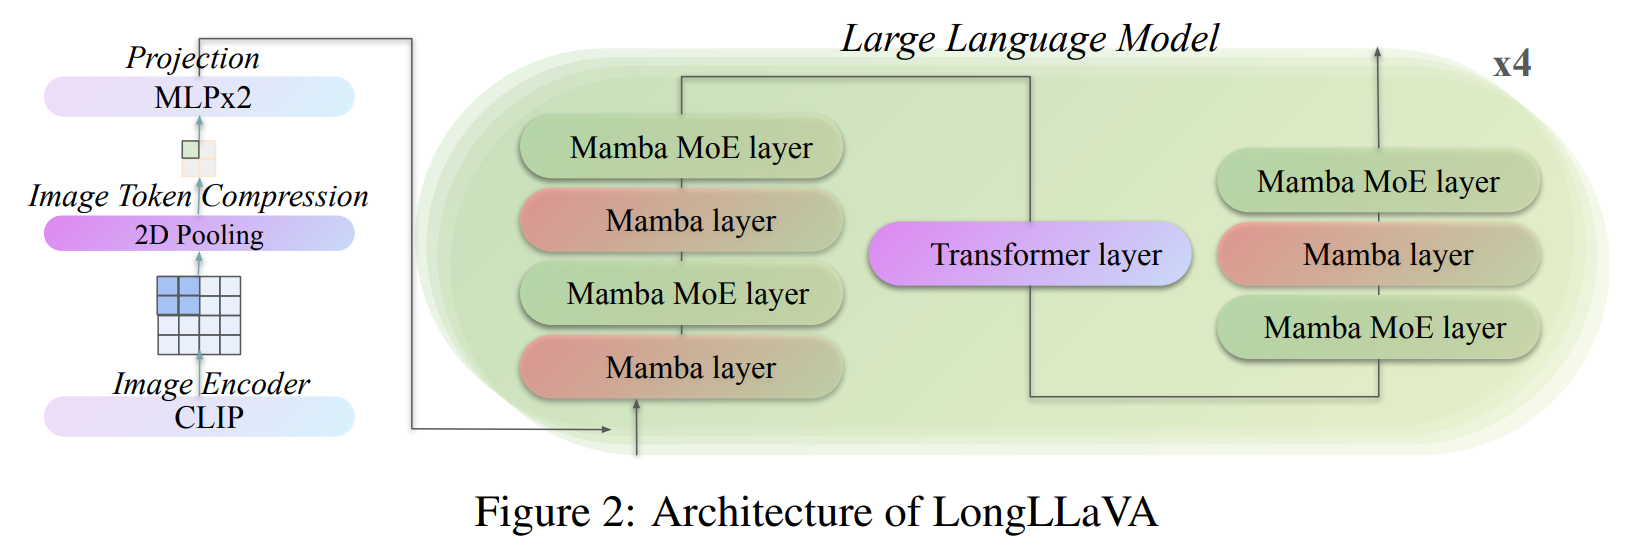 Projection
MLPx2
Image Token Compression
2D Pooling
Image Encoder
CLIP
Large Language Model
x4
Mamba MoE layer
Mamba layer
Mamba MoE layer
Mamba layer
Transformer layer
Mamba MoE layer
Mamba layer
Mamba MoE layer
Figure 2: Architecture of LongLLaVA